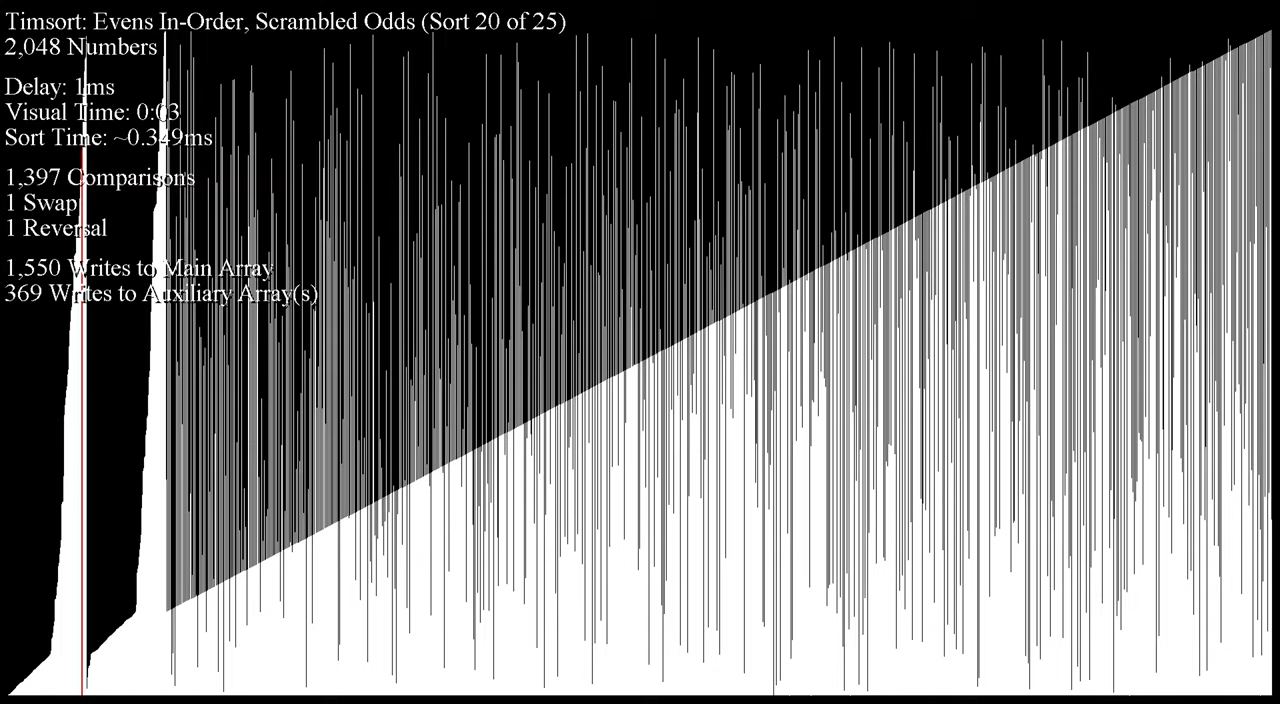 Timsort: Evens In-Order, Scrambled Odds (Sort 20 of 25)
2,048 Numbers
Delay: 1ms
Visual Time: 0:03
Sort Time: ~0.349ms
1,397 Comparisons
1 Swap
1 Reversal
1,550 Writes to Main Array
369 Writes to Auxiliary Array(s)